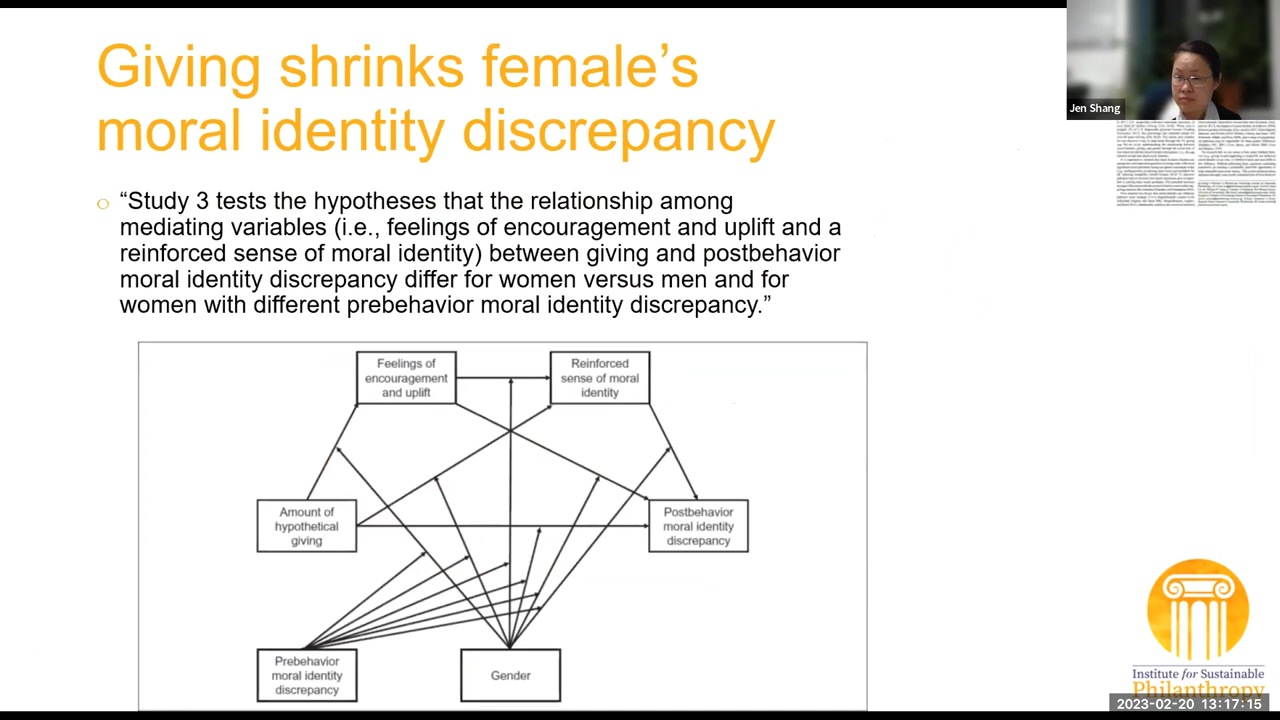 Giving shrinks female's
moral identity discrepancy
Jen Shang
"Study 3 tests the hypotheses that the relationship among
mediating variables (i.e., feelings of encouragement and uplift and a
reinforced sense of moral identity) between giving and postbehavior
moral identity discrepancy differ for women versus men and for
women with different prebehavior moral identity discrepancy."
Feelings of
encouragement
and uplift
Reinforced
sense of moral
identity
Amount of
hypothetical
giving
Postbehavior
moral identity
discrepancy
Prebehavior
moral identity
discrepancy
Gender
Institute for Sustainable
Philanthropy
2023-02-20 13:17:15